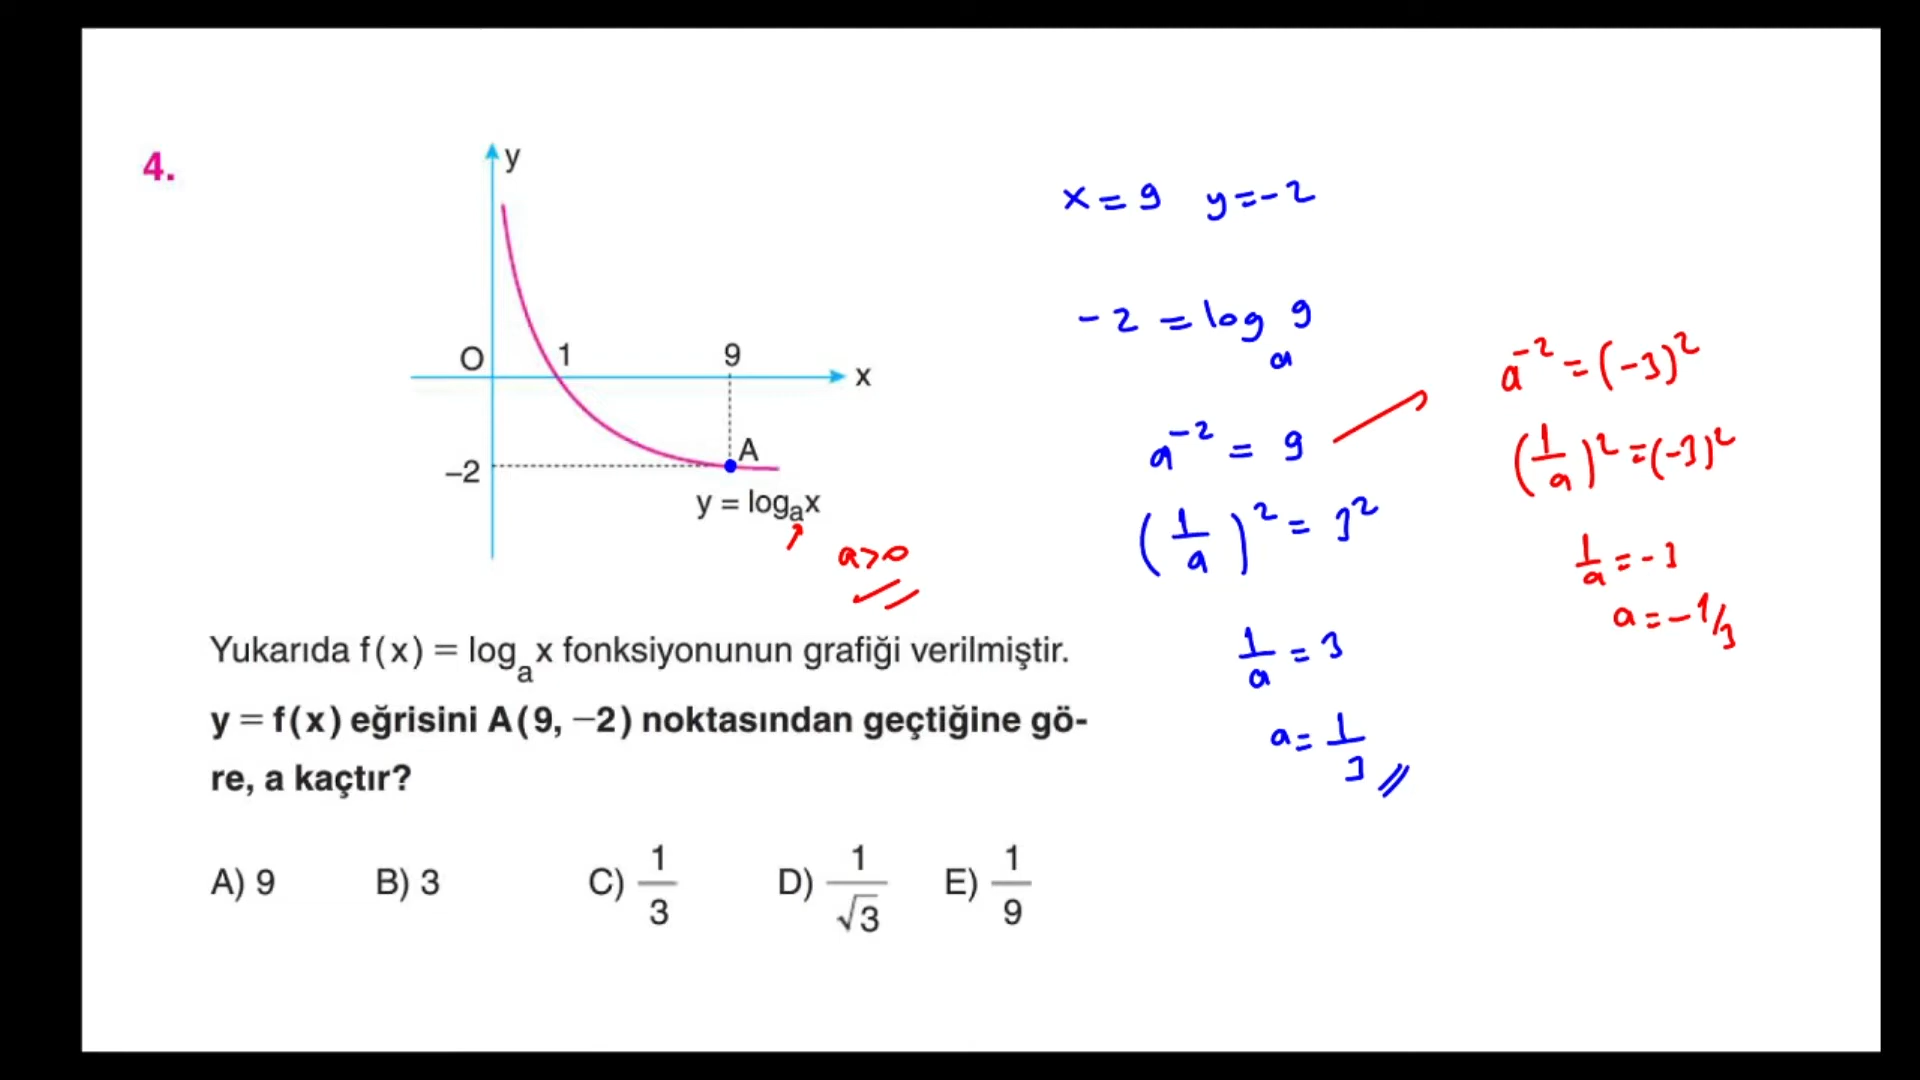 4.
y
O
1
9
x
A
−2
y = logₐx
a>0
x = 9 y = -2
-2 = logₐ 9
a⁻² = 9
(1/a)² = 3²
1/a = 3
a = 1/3
a⁻² = (-3)²
(1/a)² = (-3)²
1/a = -3
a = -1/3
Yukarıda f(x) = logₐx fonksiyonunun grafiği verilmiştir.
y = f(x) eğrisini A(9, −2) noktasından geçtiğine gö-
re, a kaçtır?
A) 9 B) 3 C) 1/3 D) 1/√3 E) 1/9